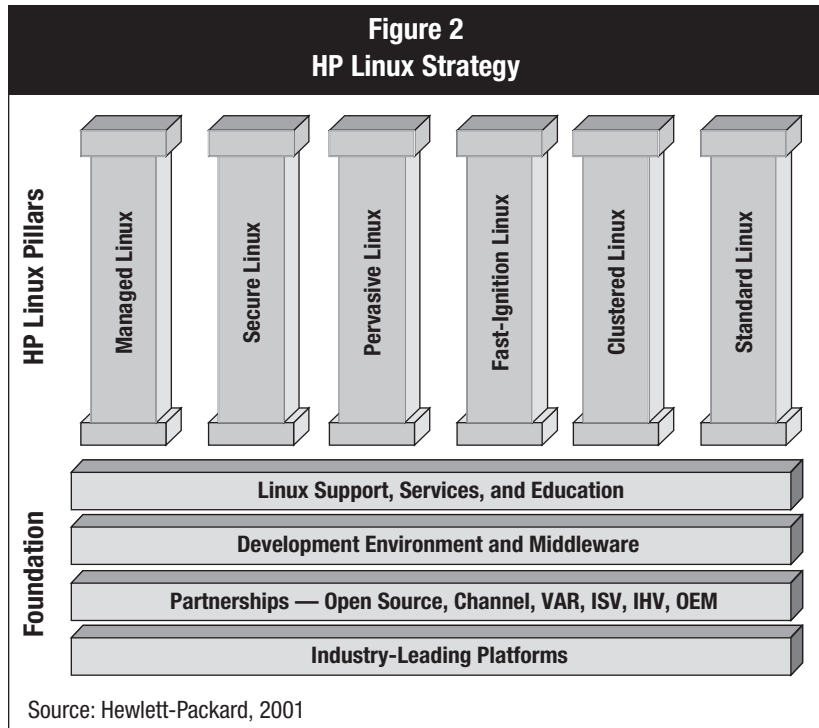 Figure 2
HP Linux Strategy
HP Linux Pillars
Managed Linux
Secure Linux
Pervasive Linux
Fast-Ignition Linux
Clustered Linux
Standard Linux
Foundation
Linux Support, Services, and Education
Development Environment and Middleware
Partnerships — Open Source, Channel, VAR, ISV, IHV, OEM
Industry-Leading Platforms
Source: Hewlett-Packard, 2001